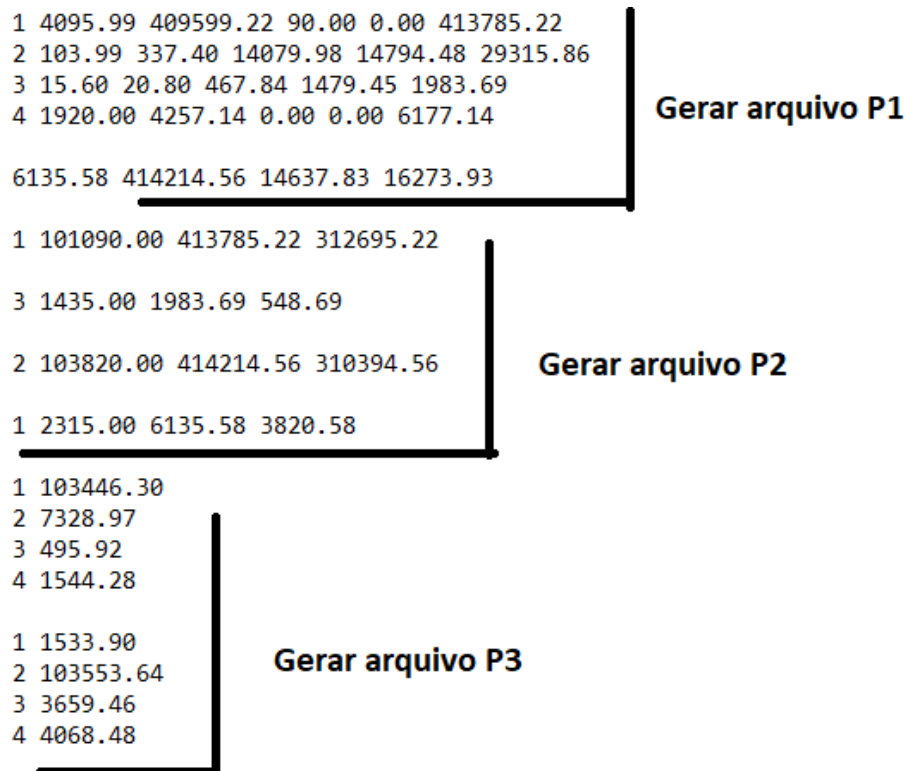 1 4095.99 409599.22 90.00 0.00 413785.22
2 103.99 337.40 14079.98 14794.48 29315.86
3 15.60 20.80 467.84 1479.45 1983.69
4 1920.00 4257.14 0.00 0.00 6177.14
Gerar arquivo P1
6135.58 414214.56 14637.83 16273.93
1 101090.00 413785.22 312695.22
3 1435.00 1983.69 548.69
2 103820.00 414214.56 310394.56
Gerar arquivo P2
1 2315.00 6135.58 3820.58
1 103446.30
2 7328.97
3 495.92
4 1544.28
1 1533.90
Gerar arquivo P3
2 103553.64
3 3659.46
4 4068.48